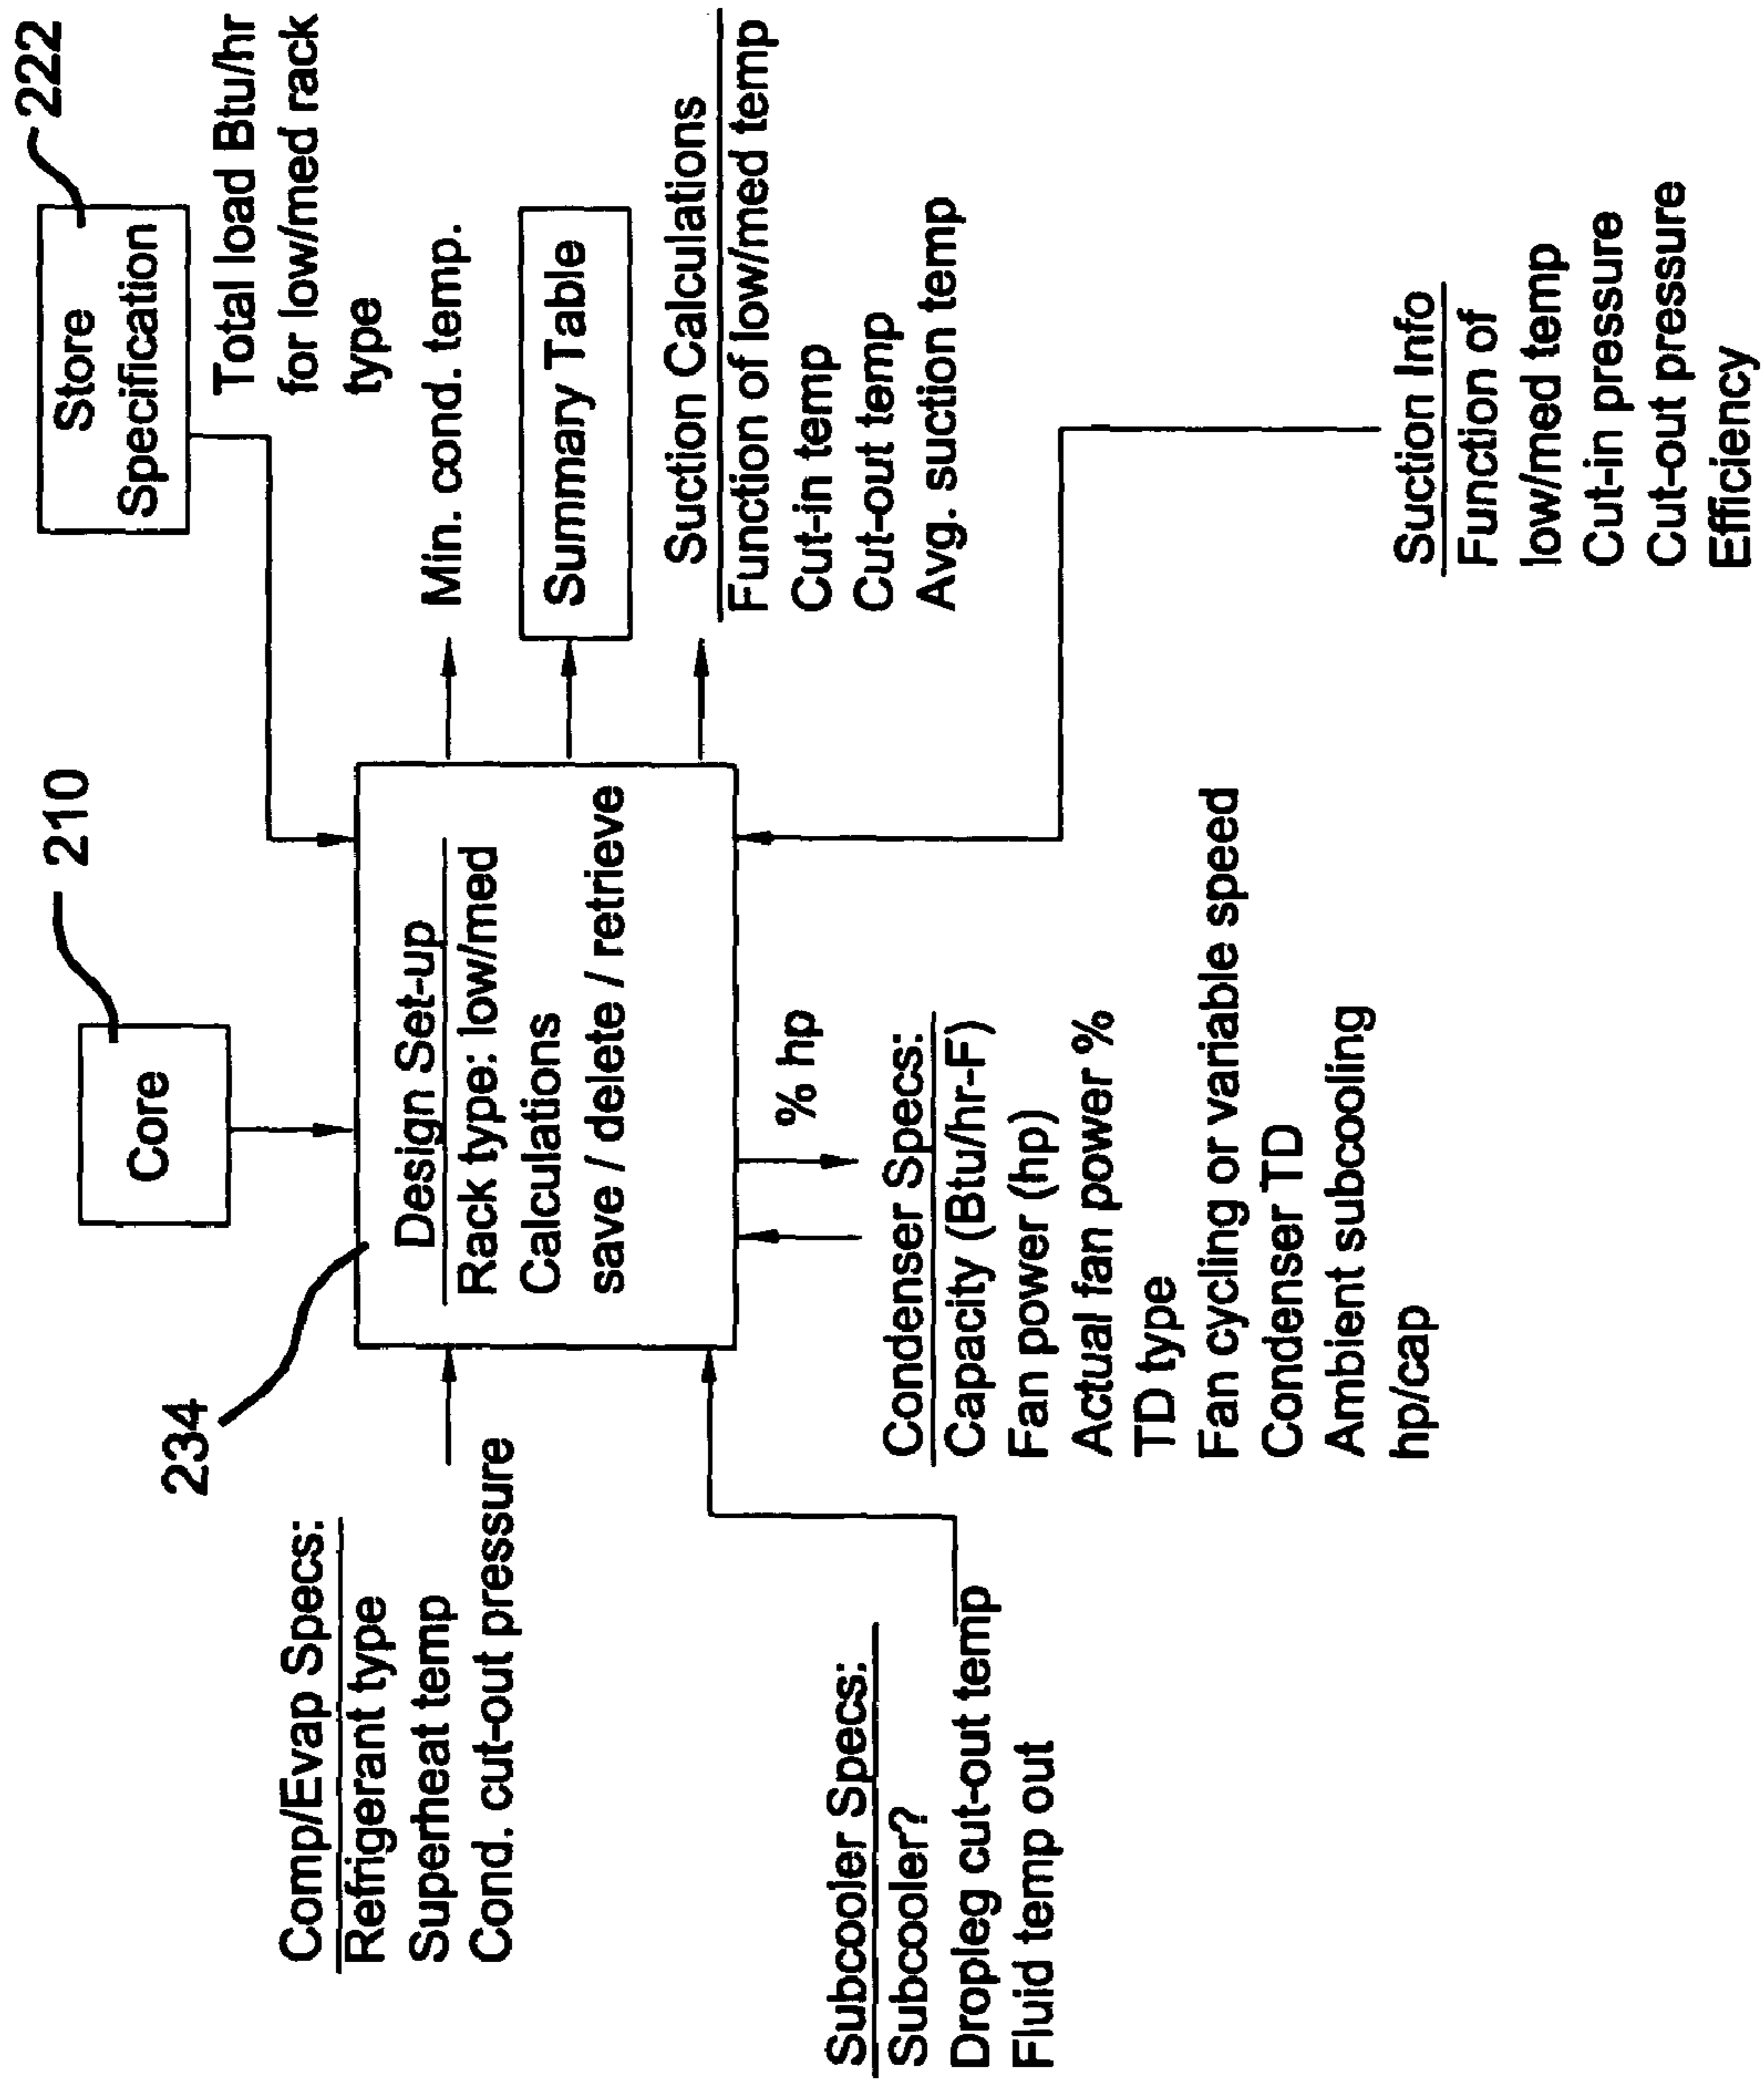 210
Core
222
Store
Specification
Total load Btu/hr
for low/med rack
type
234
Comp/Evap Specs:
Refrigerant type
Superheat temp
Cond. cut-out pressure
Design Set-up
Rack type: low/med
Calculations
save / delete / retrieve
Min. cond. temp.
Summary Table
Suction Calculations
Function of low/med temp
Cut-in temp
Cut-out temp
Avg. suction temp
Subcooler Specs:
Subcooler?
Dropleg cut-out temp
Fluid temp out
% hp
Condenser Specs:
Capacity (Btu/hr-F)
Fan power (hp)
Actual fan power %
TD type
Fan cycling or variable speed
Condenser TD
Ambient subcooling
hp/cap
Suction Info
Function of
low/med temp
Cut-in pressure
Cut-out pressure
Efficiency